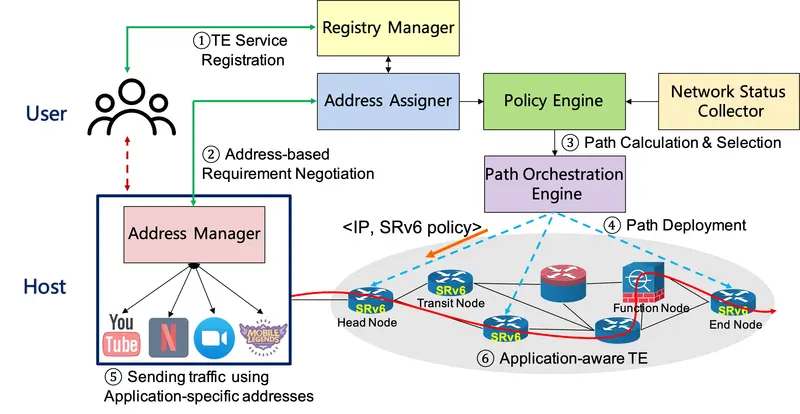 ①TE Service
Registration
Registry Manager
User
Address Assigner
Policy Engine
Network Status
Collector
② Address-based
Requirement Negotiation
③ Path Calculation & Selection
Path Orchestration
Engine
④ Path Deployment
<IP, SRv6 policy>
Host
Address Manager
You
Tube
N
MOBILE
LEGENDS
SRv6
Head Node
SRv6
Transit Node
SRv6
Function Node
SRv6
End Node
⑥ Application-aware TE
⑤ Sending traffic using
Application-specific addresses